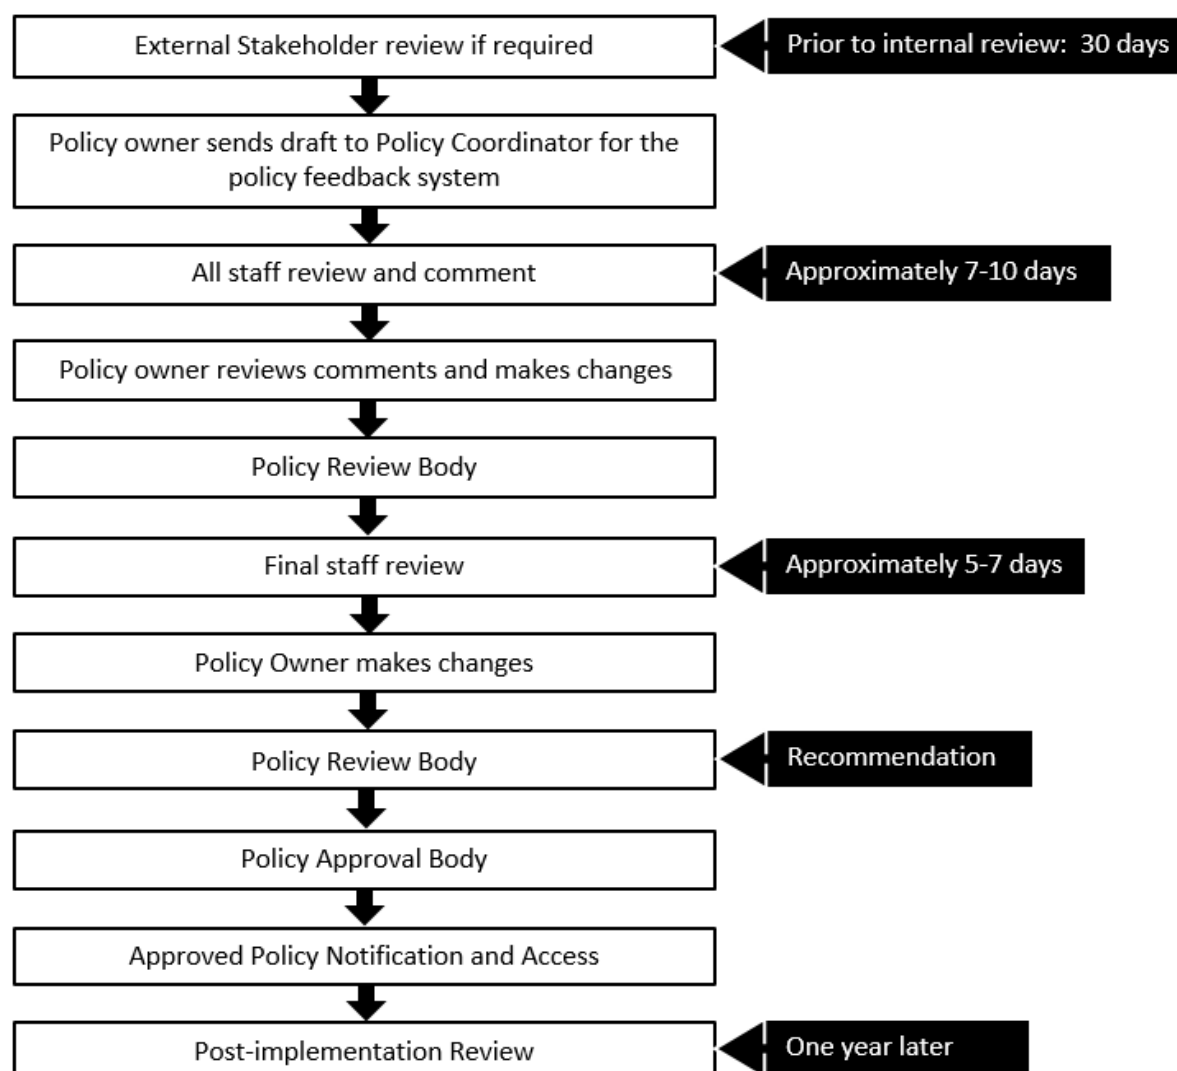 External Stakeholder review if required
Prior to internal review: 30 days
Policy owner sends draft to Policy Coordinator for the
policy feedback system
All staff review and comment
Approximately 7-10 days
Policy owner reviews comments and makes changes
Policy Review Body
Final staff review
Approximately 5-7 days
Policy Owner makes changes
Policy Review Body
Recommendation
Policy Approval Body
Approved Policy Notification and Access
Post-implementation Review
One year later